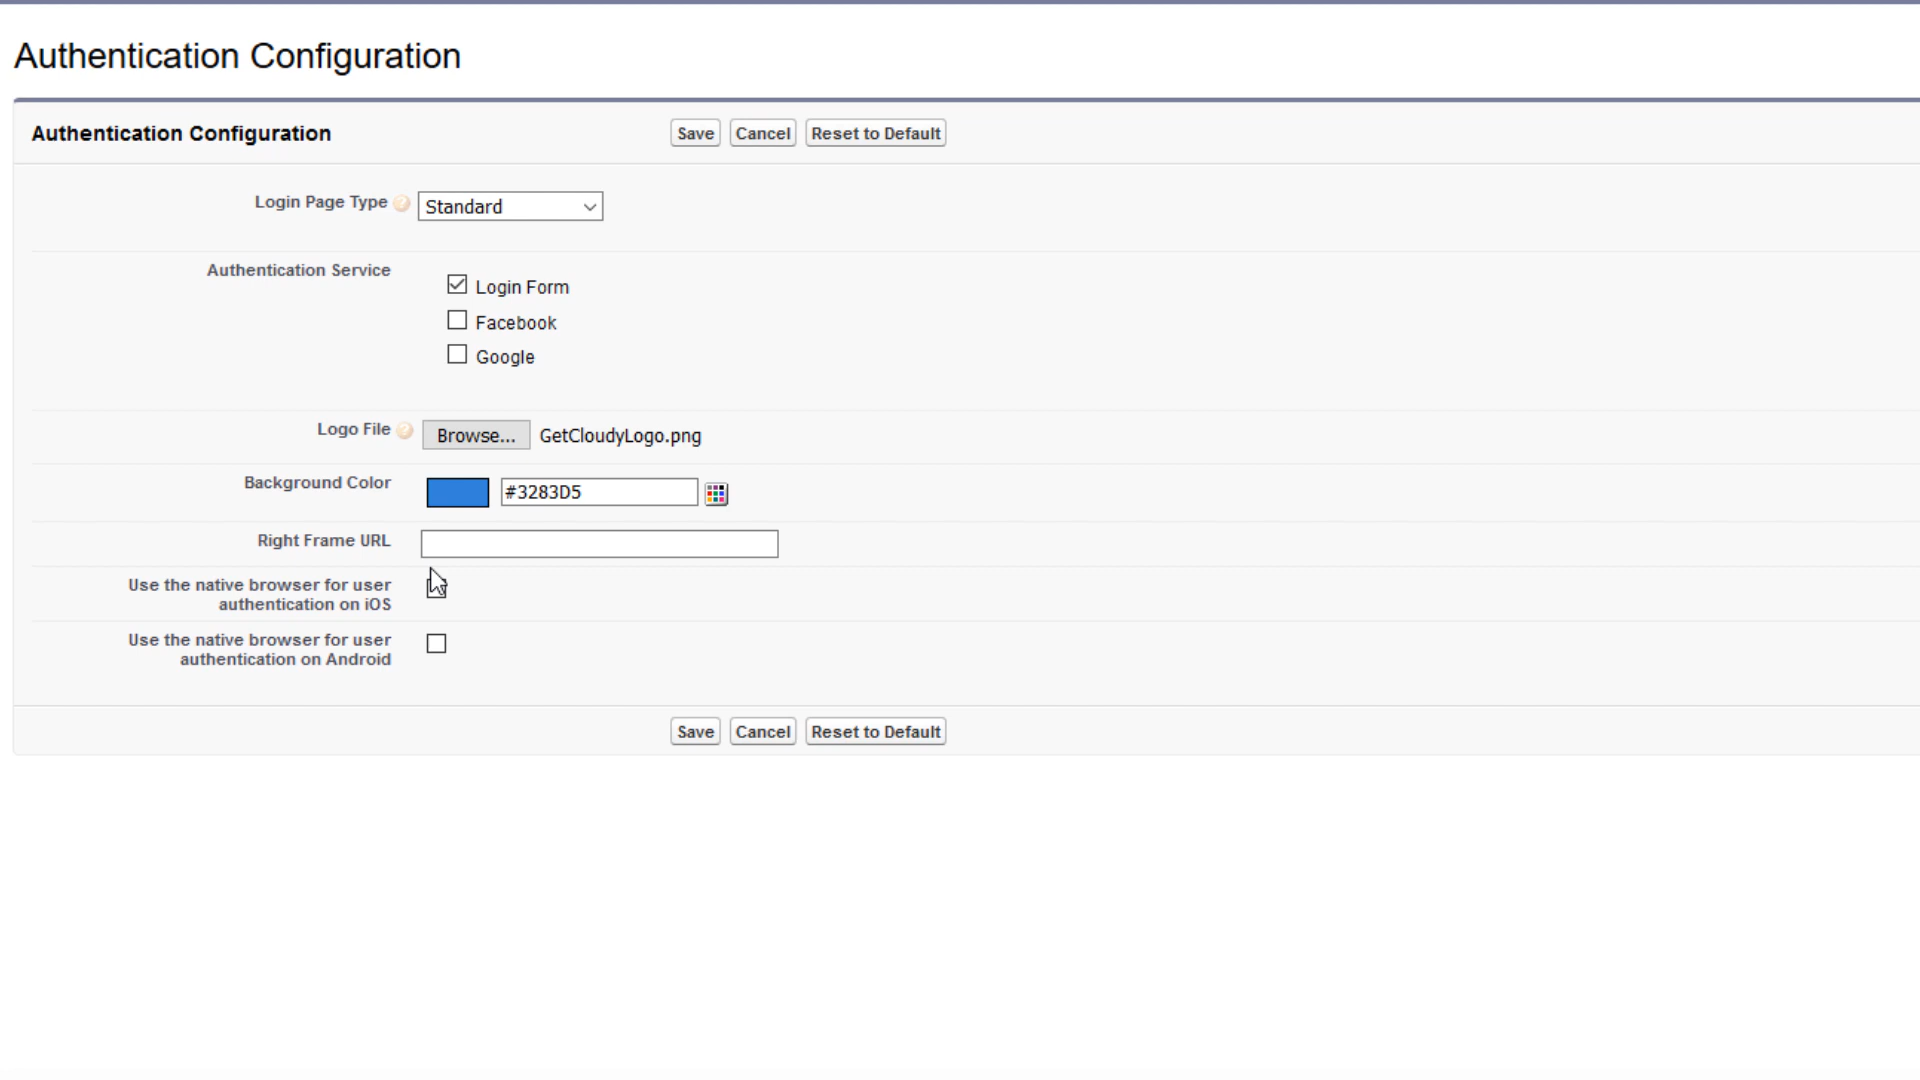 Authentication Configuration
Authentication Configuration Save Cancel Reset to Default
Login Page Type Standard
Authentication Service
Login Form
Facebook
Google
Logo File Browse... GetCloudyLogo.png
Background Color #3283D5
Right Frame URL
Use the native browser for user
authentication on iOS
Use the native browser for user
authentication on Android
Save Cancel Reset to Default